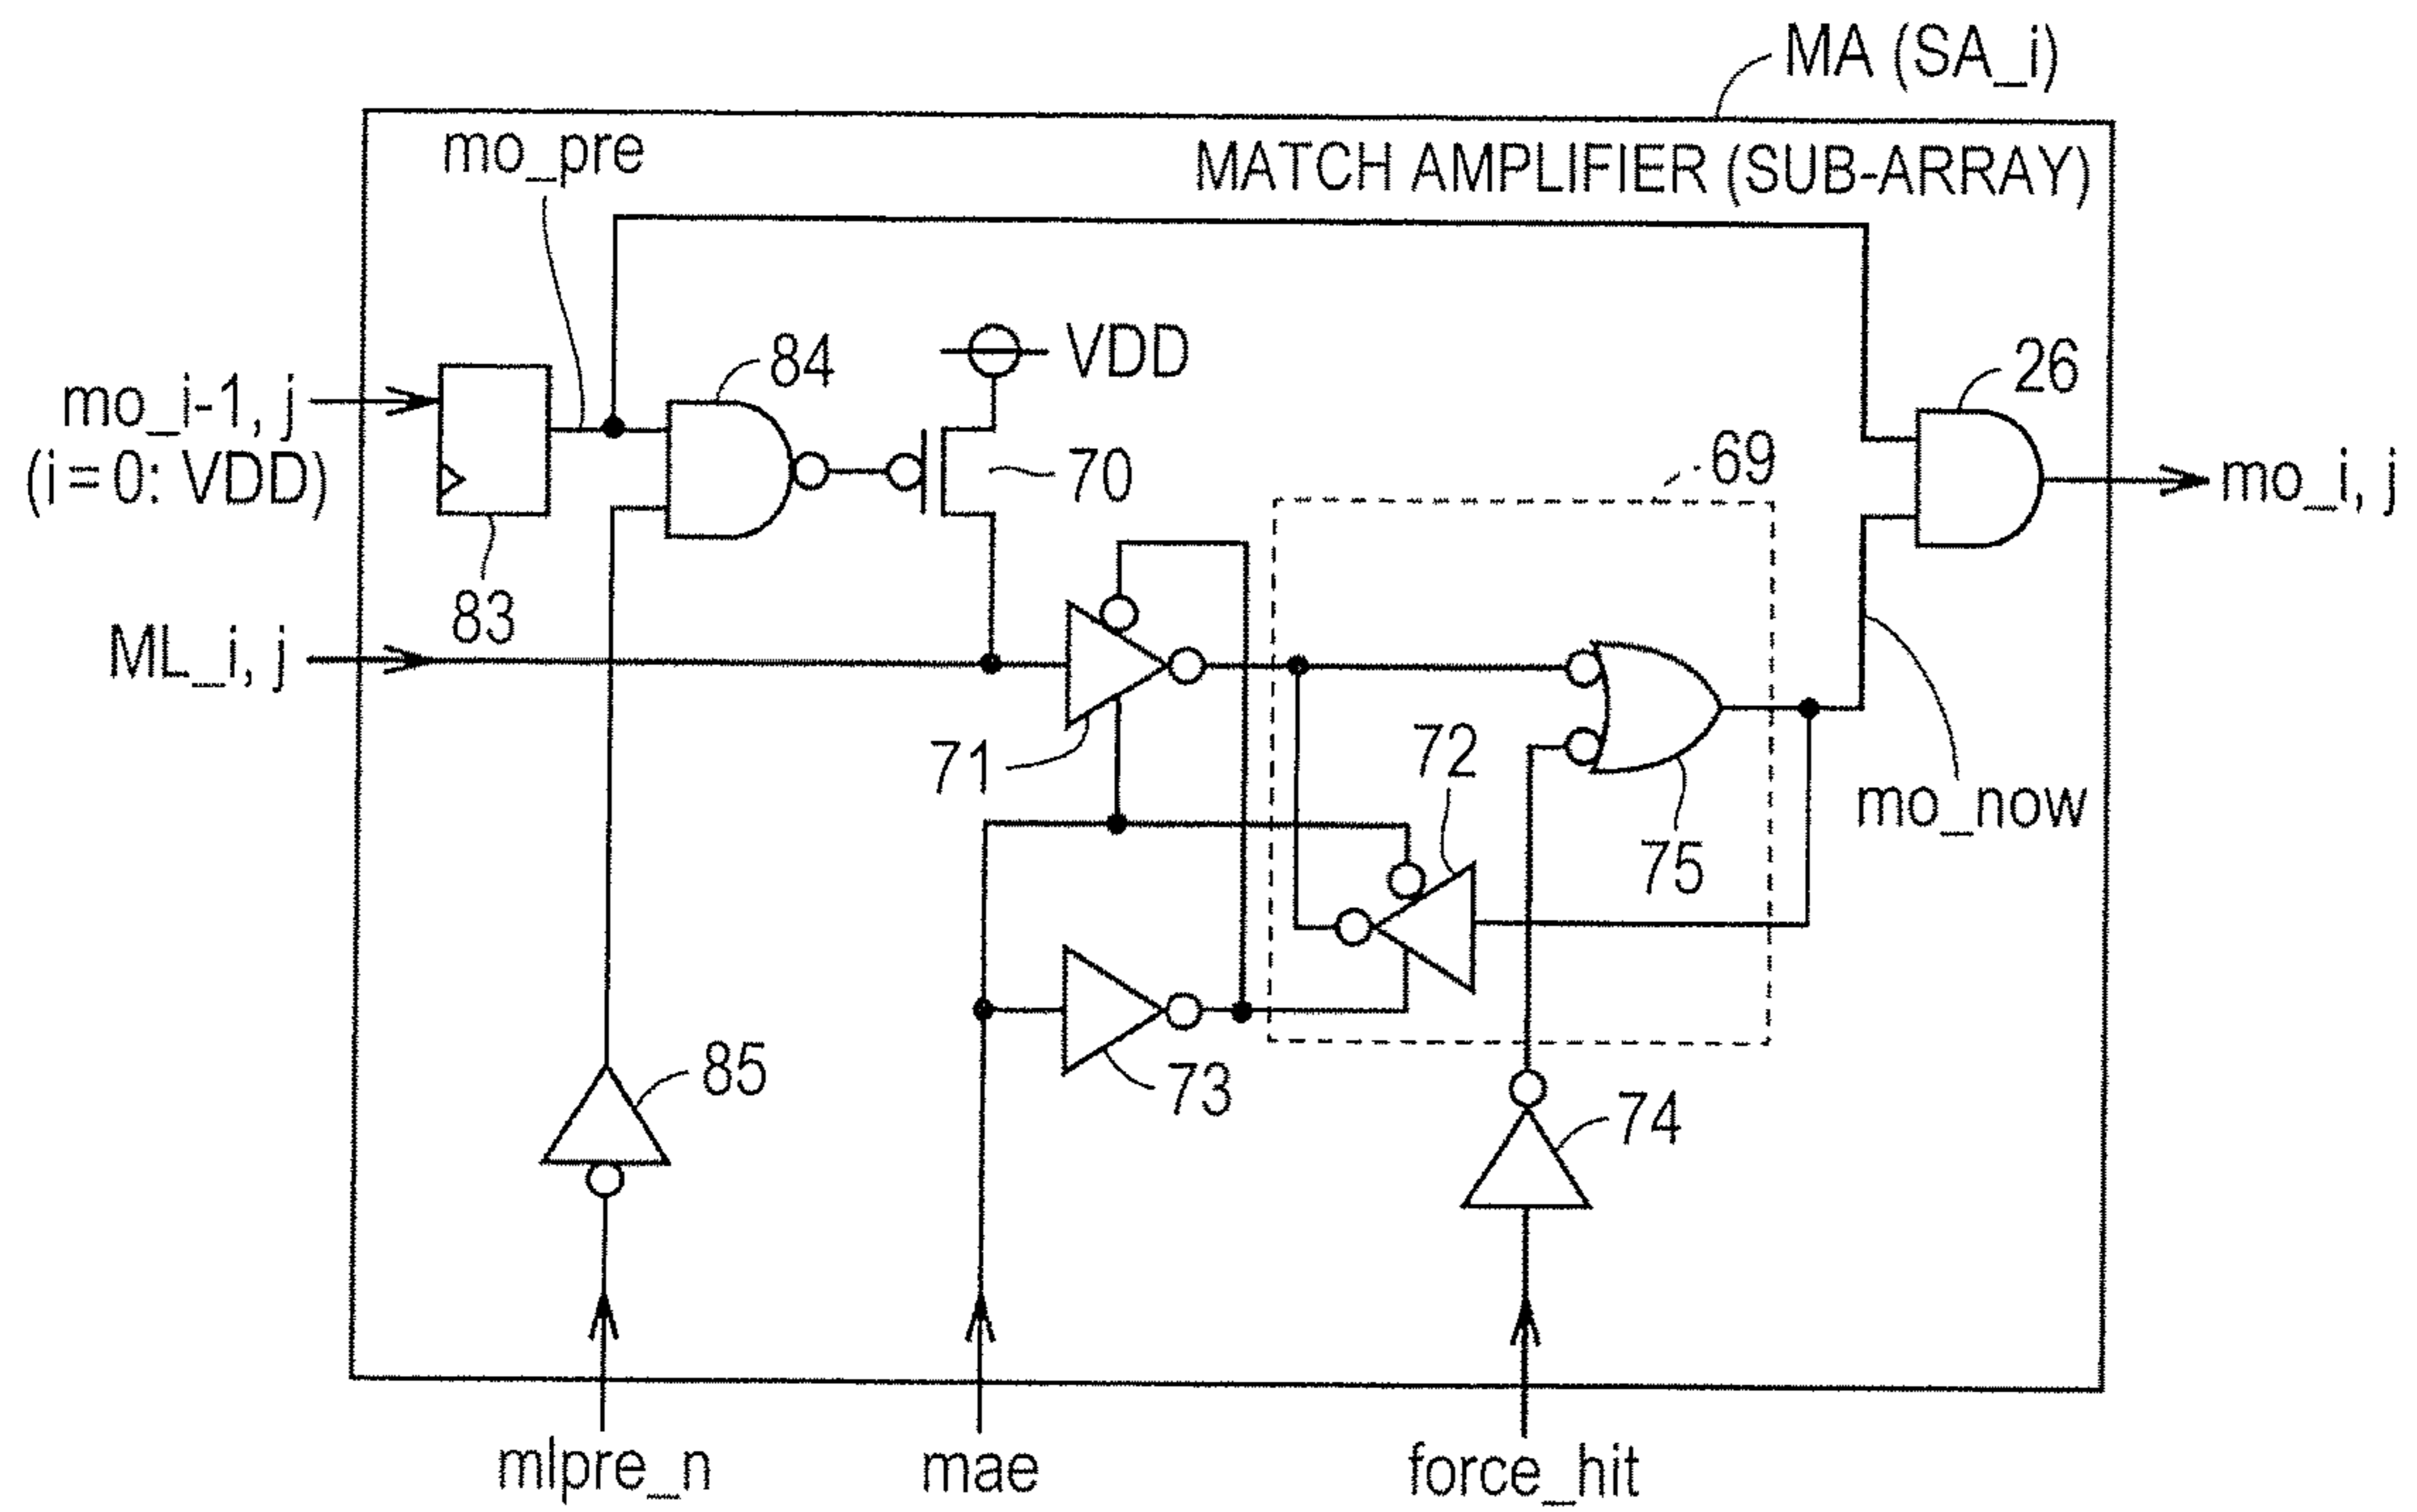 MA (SA_i)
mo_pre
MATCH AMPLIFIER (SUB-ARRAY)
84
VDD
26
mo_i-1, j
(i = 0: VDD)
70
69
mo_i, j
83
ML_i, j
71
72
75
mo_now
85
73
74
mlpre_n
mae
force_hit